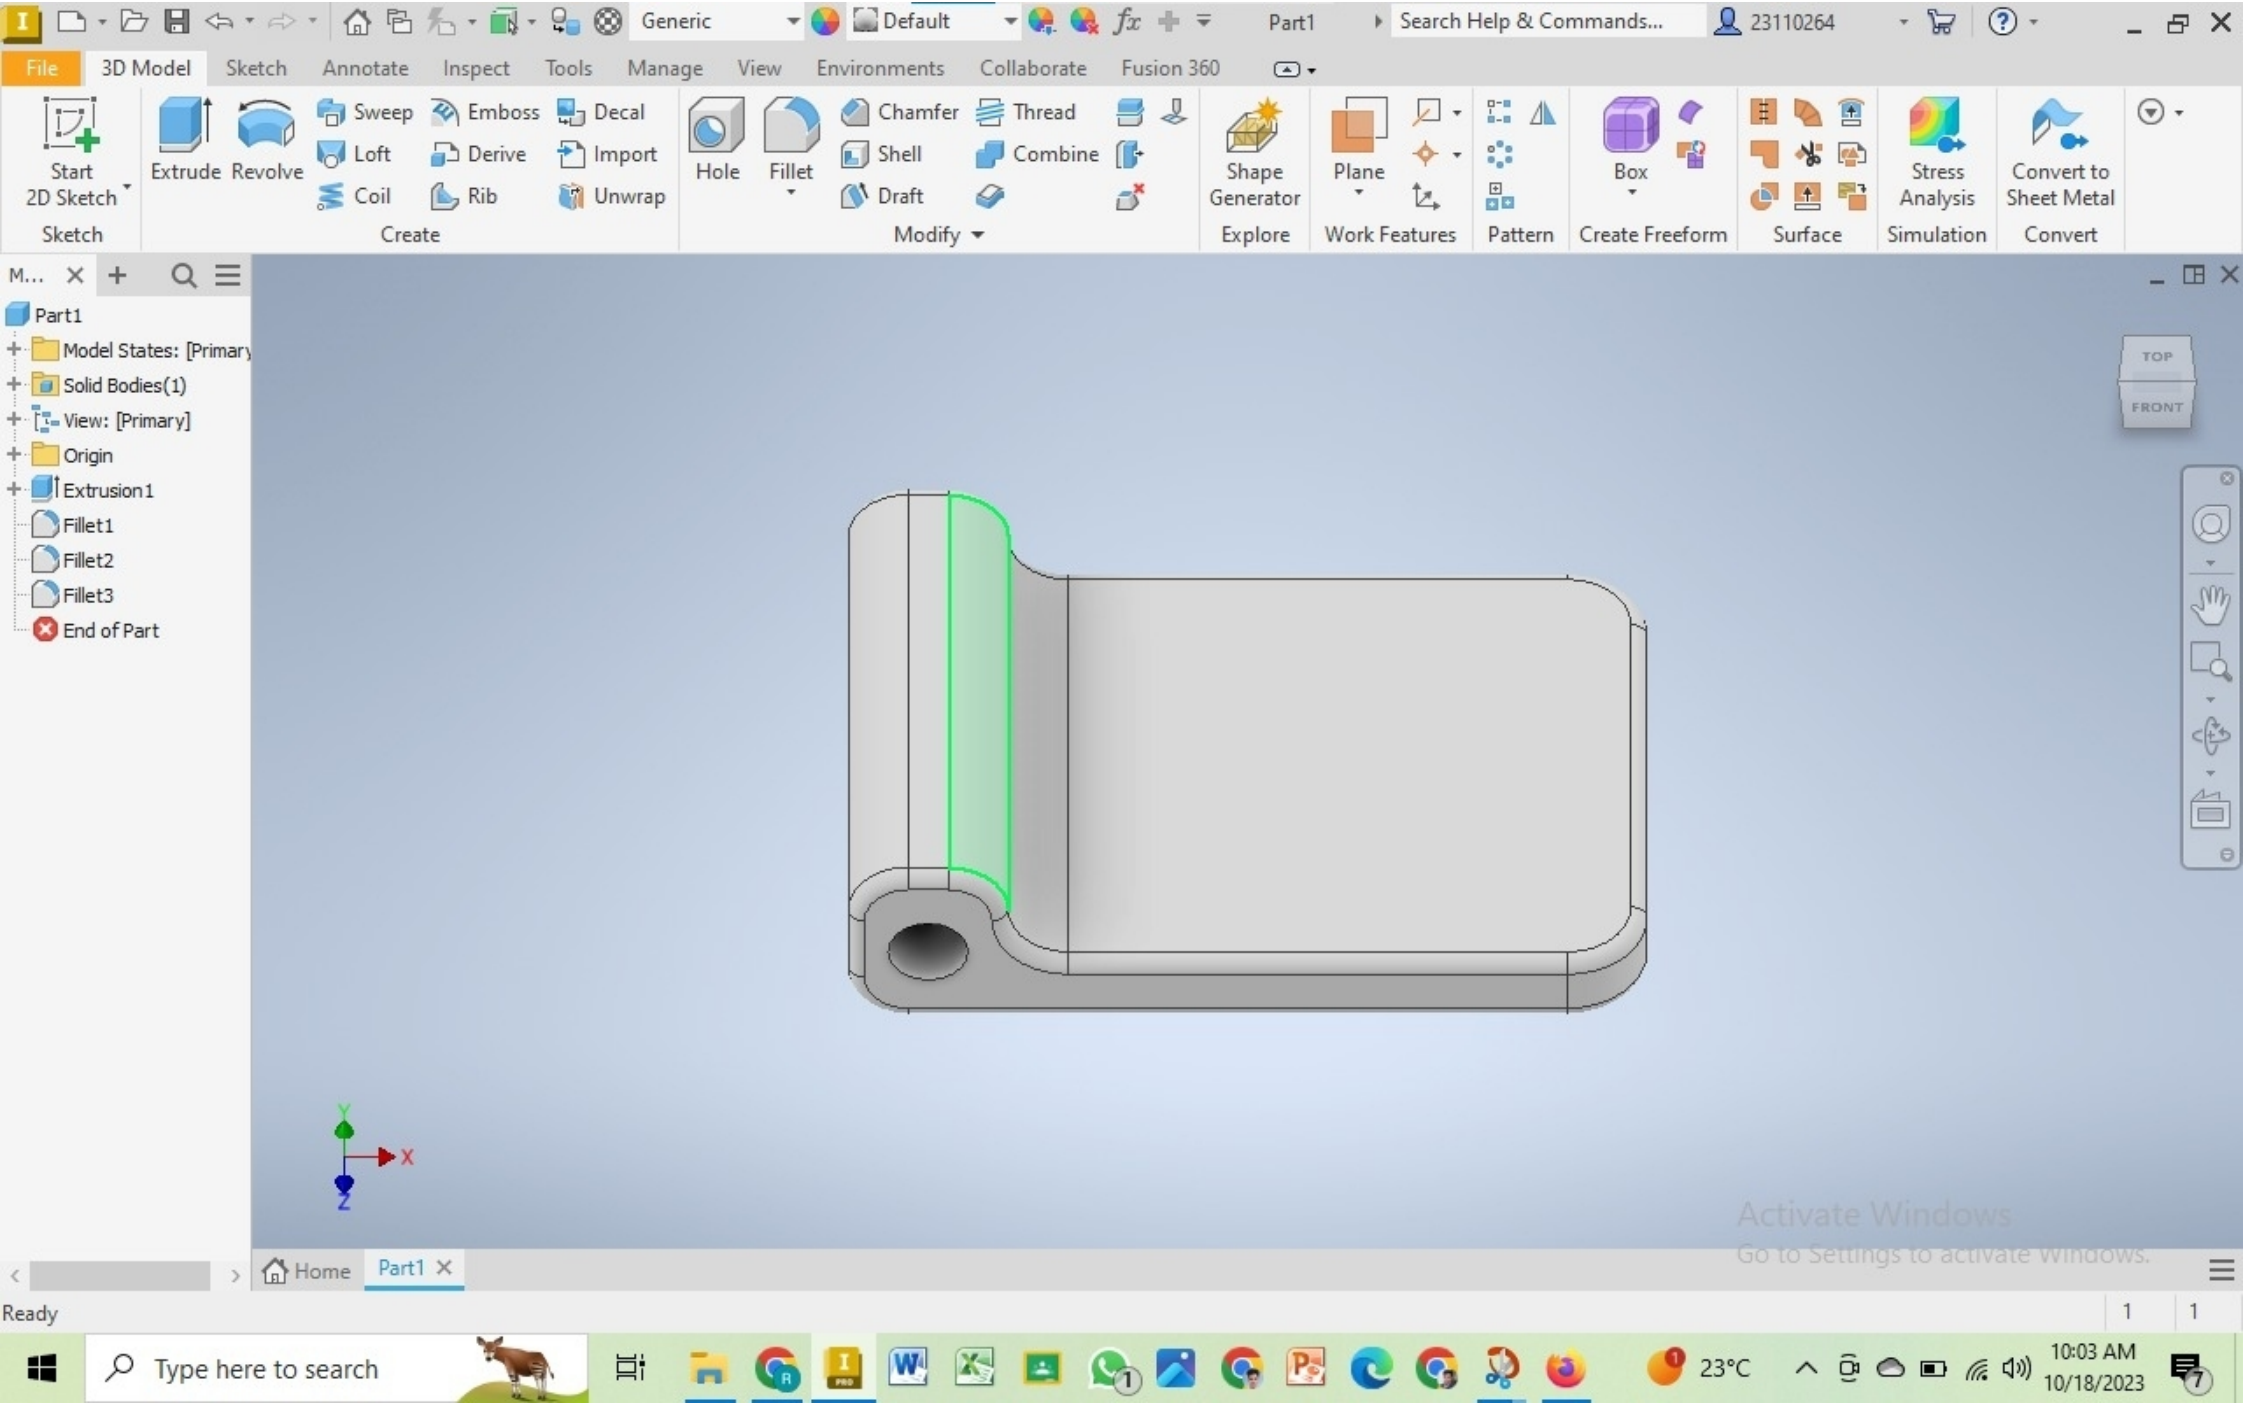 I PRO Generic Default fx Part1 Search Help & Commands... 23110264 ?
File 3D Model Sketch Annotate Inspect Tools Manage View Environments Collaborate Fusion 360
Start
2D Sketch
Extrude Revolve
Sweep Emboss Decal
Loft Derive Import
Coil Rib Unwrap
Hole Fillet
Chamfer Thread
Shell Combine
Draft
Shape
Generator
Plane
Box
Stress
Analysis
Convert to
Sheet Metal
Sketch Create Modify Explore Work Features Pattern Create Freeform Surface Simulation Convert
M...
Part1
Model States: [Primary
Solid Bodies(1)
View: [Primary]
Origin
Extrusion1
Fillet1
Fillet2
Fillet3
End of Part
TOP
FRONT
Y
X
Z
Activate Windows
Go to Settings to activate Windows.
Home Part1
Ready 1 1
Type here to search
1
1
23°C
10:03 AM
10/18/2023
7